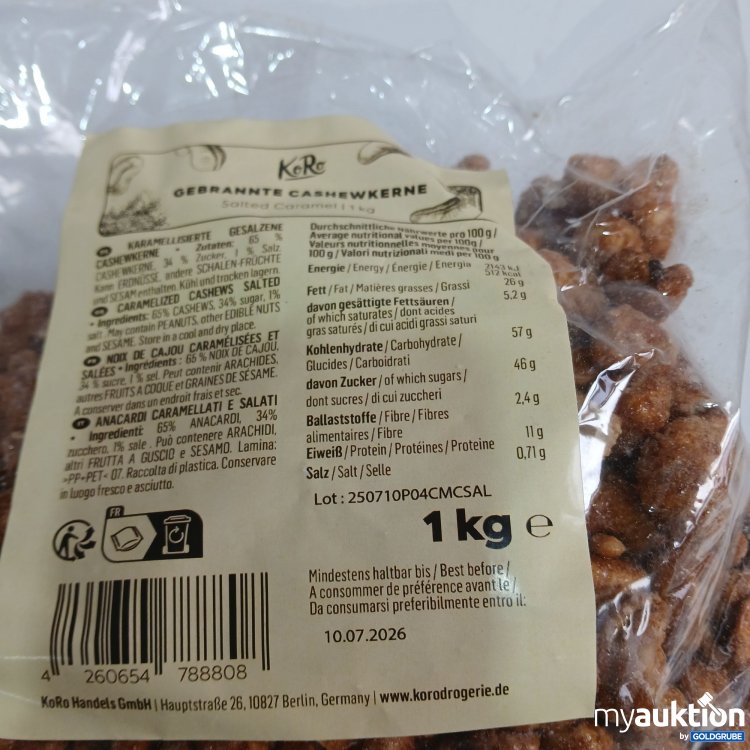 KoRo
GEBRANNTE CASHEWKERNE
Salted Caramel | 1 kg
KARAMELLISIERTE GESALZENE
CASHEWKERNE • Zutaten: 65 %
CASHEWKERNE, 34 % Zucker, 1 % Salz.
Kann ERDNÜSSE, andere SCHALEN-FRÜCHTE
und SESAM enthalten. Kühl und trocken lagern.
CARAMELIZED CASHEWS SALTED
• Ingredients: 65% CASHEWS, 34% sugar, 1%
salt. May contain PEANUTS, other EDIBLE NUTS
and SESAME. Store in a cool and dry place.
NOIX DE CAJOU CARAMÉLISÉES ET
SALÉES • Ingrédients : 65 % NOIX DE CAJOU,
34 % sucre, 1 % sel. Peut contenir ARACHIDES,
autres FRUITS A COQUE et GRAINES DE SÉSAME.
A conserver dans un endroit frais et sec.
IT ANACARDI CARAMELLATI E SALATI
• Ingredienti: 65% ANACARDI, 34%
zucchero, 1% sale . Può contenere ARACHIDI,
altri FRUTTA A GUSCIO e SESAMO. Lamina:
>PP+PET< 07. Raccolta di plastica. Conservare
in luogo fresco e asciutto.
Durchschnittliche Nährwerte pro 100 g /
Average nutritional values per 100g /
Valeurs nutritionnelles moyennes pour
100 g / Valori nutrizionali medi per 100 g
Energie / Energy / Énergie / Energia 2143 kJ
512 kcal
Fett / Fat / Matières grasses / Grassi 26 g
davon gesättigte Fettsäuren / 5,2 g
of which saturates / dont acides
gras saturés / di cui acidi grassi saturi
Kohlenhydrate / Carbohydrate / 57 g
Glucides / Carboidrati
davon Zucker / of which sugars / 46 g
dont sucres / di cui zuccheri
Ballaststoffe / Fibre / Fibres 2,4 g
alimentaires / Fibre
Eiweiß / Protein / Protéines / Proteine 11 g
Salz / Salt / Selle 0,71 g
Lot : 250710P04CMCSAL
1 kg e
FR
Mindestens haltbar bis / Best before /
A consommer de préférence avant le /
Da consumarsi preferibilmente entro il:
10.07.2026
4 260654 788808
KoRo Handels GmbH | Hauptstraße 26, 10827 Berlin, Germany | www.korodrogerie.de
myauktion
by GOLDGRUBE